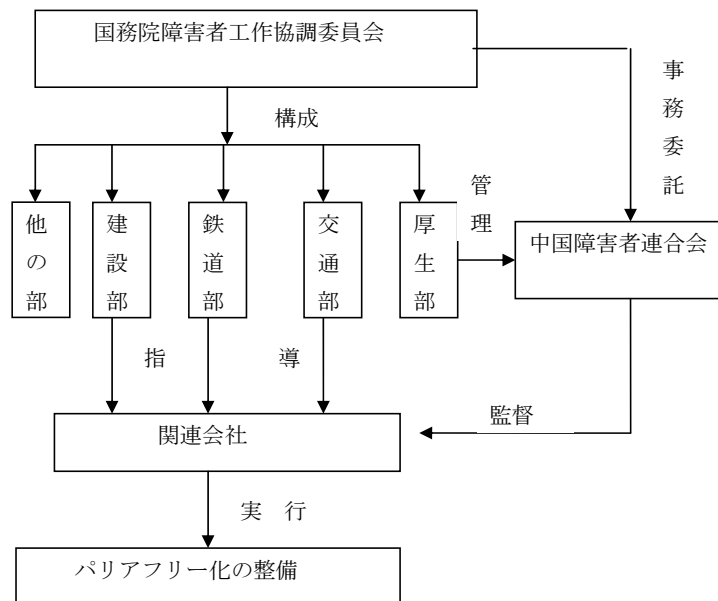 国務院障害者工作協調委員会
事務委託
構成
管理
他の部
建設部
鉄道部
交通部
厚生部
中国障害者連合会
指 導
監督
関連会社
実 行
パリアフリー化の整備